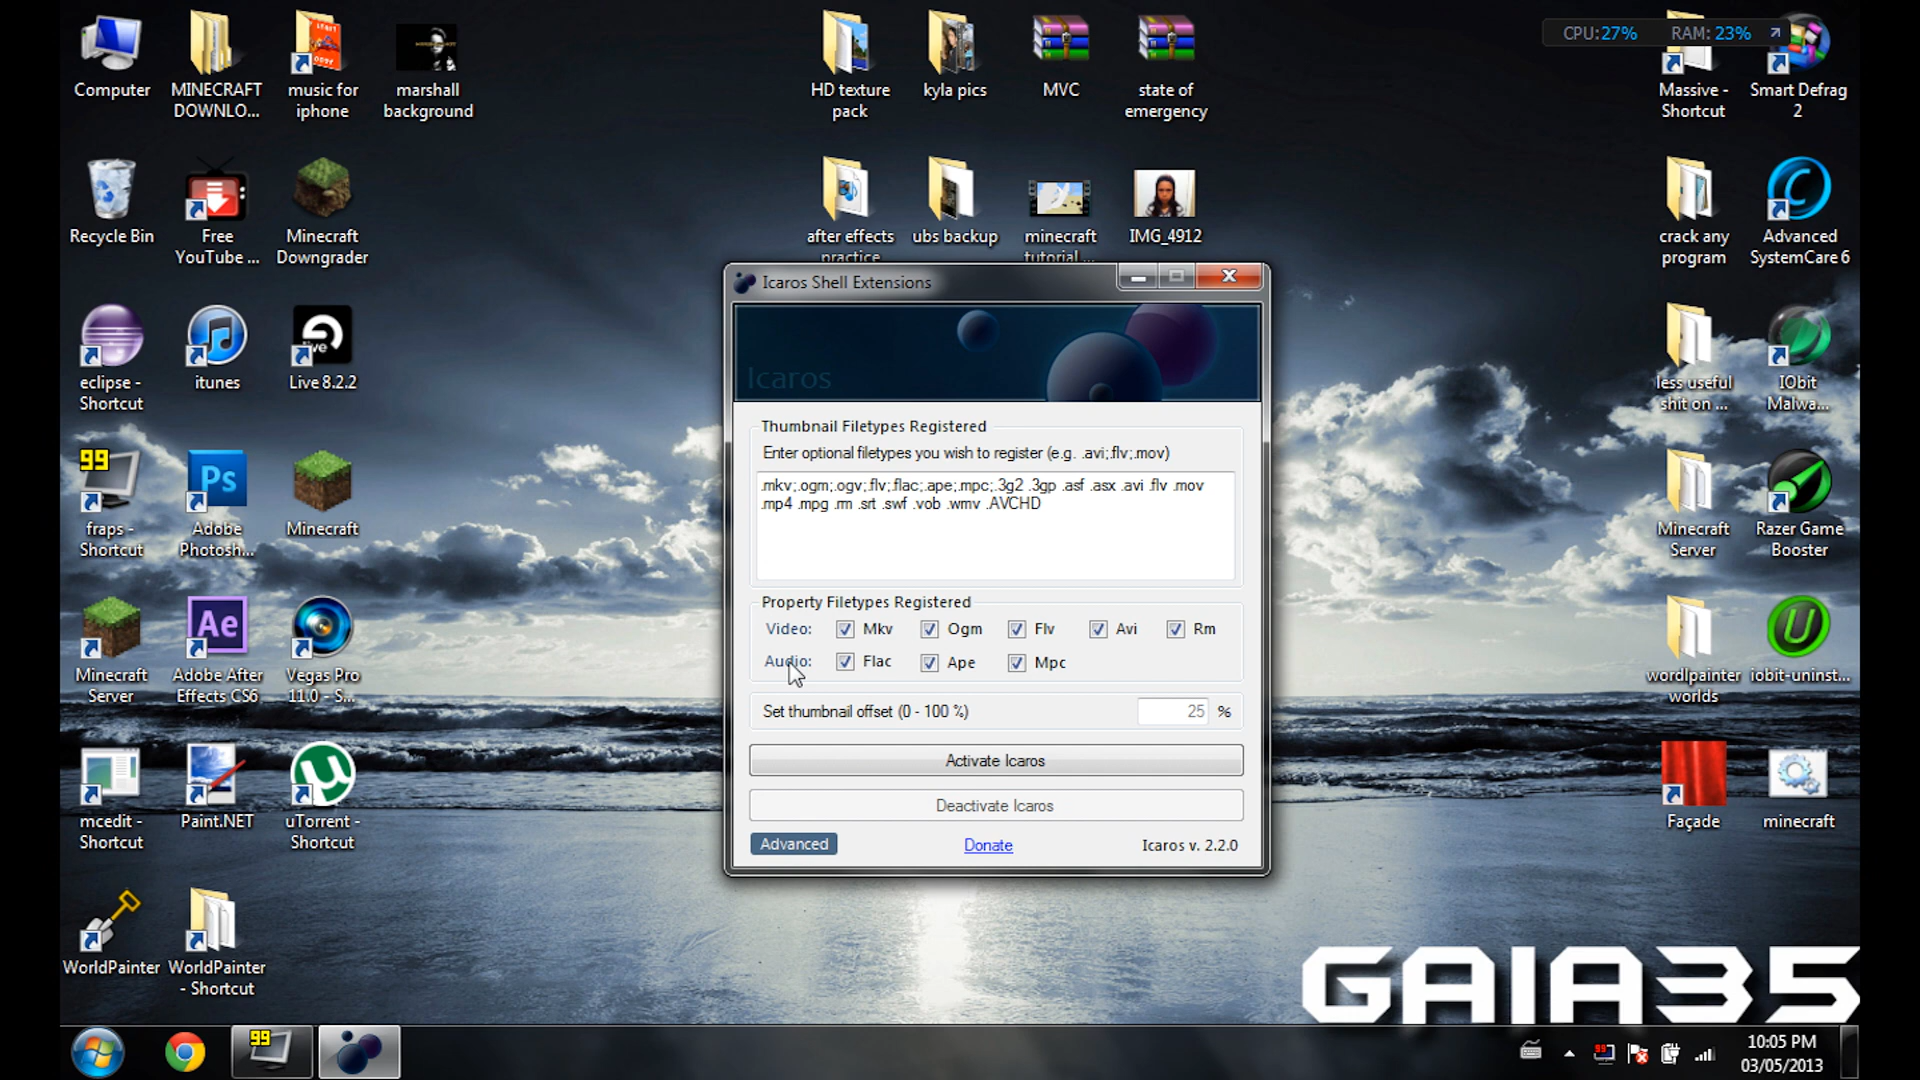 Computer
MINECRAFT
DOWNLO...
music for
iphone
marshall
background
HD texture
pack
kyla pics
MVC
state of
emergency
CPU:27% RAM: 23%
Massive -
Shortcut
Smart Defrag
2
Recycle Bin
Free
YouTube ...
Minecraft
Downgrader
after effects
practice
ubs backup
minecraft
tutorial ...
IMG_4912
crack any
program
Advanced
SystemCare 6
eclipse -
Shortcut
itunes
live
Live 8.2.2
less useful
shit on ...
IObit
Malwa...
99
fraps -
Shortcut
Ps
Adobe
Photosh...
Minecraft
Minecraft
Server
Razer Game
Booster
Minecraft
Server
Ae
Adobe After
Effects CS6
Vegas Pro
11.0 - S...
wordlpainter
worlds
iobit-uninst...
mcedit -
Shortcut
Paint.NET
uTorrent -
Shortcut
Façade
minecraft
WorldPainter
WorldPainter
- Shortcut
Icaros Shell Extensions
Icaros
Thumbnail Filetypes Registered
Enter optional filetypes you wish to register (e.g. .avi;.flv;.mov)
.mkv;.ogm;.ogv;.flv;.flac;.ape;.mpc;.3g2 .3gp .asf .asx .avi .flv .mov
.mp4 .mpg .rm .srt .swf .vob .wmv .AVCHD
Property Filetypes Registered
Video: Mkv Ogm Flv Avi Rm
Audio: Flac Ape Mpc
Set thumbnail offset (0 - 100 %) 25 %
Activate Icaros
Deactivate Icaros
Advanced Donate Icaros v. 2.2.0
GAIA35
99
99
10:05 PM
03/05/2013